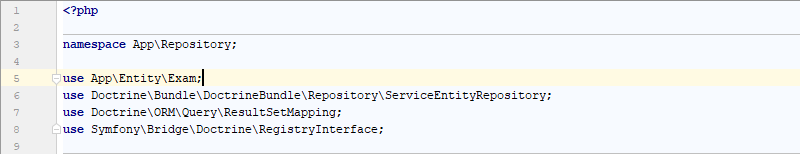 1 <?php
2
3 namespace App\Repository;
4
5 use App\Entity\Exam;
6 use Doctrine\Bundle\DoctrineBundle\Repository\ServiceEntityRepository;
7 use Doctrine\ORM\Query\ResultSetMapping;
8 use Symfony\Bridge\Doctrine\RegistryInterface;
9